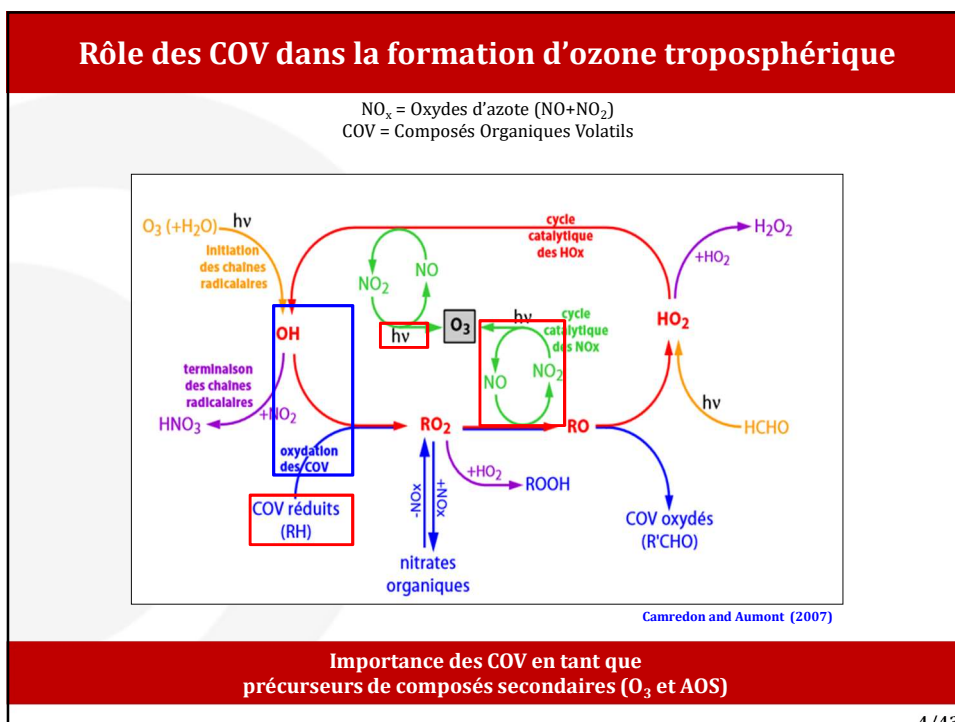 Rôle des COV dans la formation d'ozone troposphérique
NOx = Oxydes d'azote (NO+NO2)
COV = Composés Organiques Volatils
O3 (+H2O)
hν
initiation
des chaînes
radicalaires
NO2
NO
cycle
catalytique
des HOx
H2O2
+HO2
OH
hν
O3
hν
cycle
catalytique
des NOx
HO2
terminaison
des chaînes
radicalaires
+NO2
HNO3
NO
NO2
hν
HCHO
RO2
RO
oxydation
des COV
COV réduits
(RH)
-NOx
+NOx
+HO2
ROOH
COV oxydés
(R'CHO)
nitrates
organiques
Camredon and Aumont (2007)
Importance des COV en tant que
précurseurs de composés secondaires (O3 et AOS)
4/43